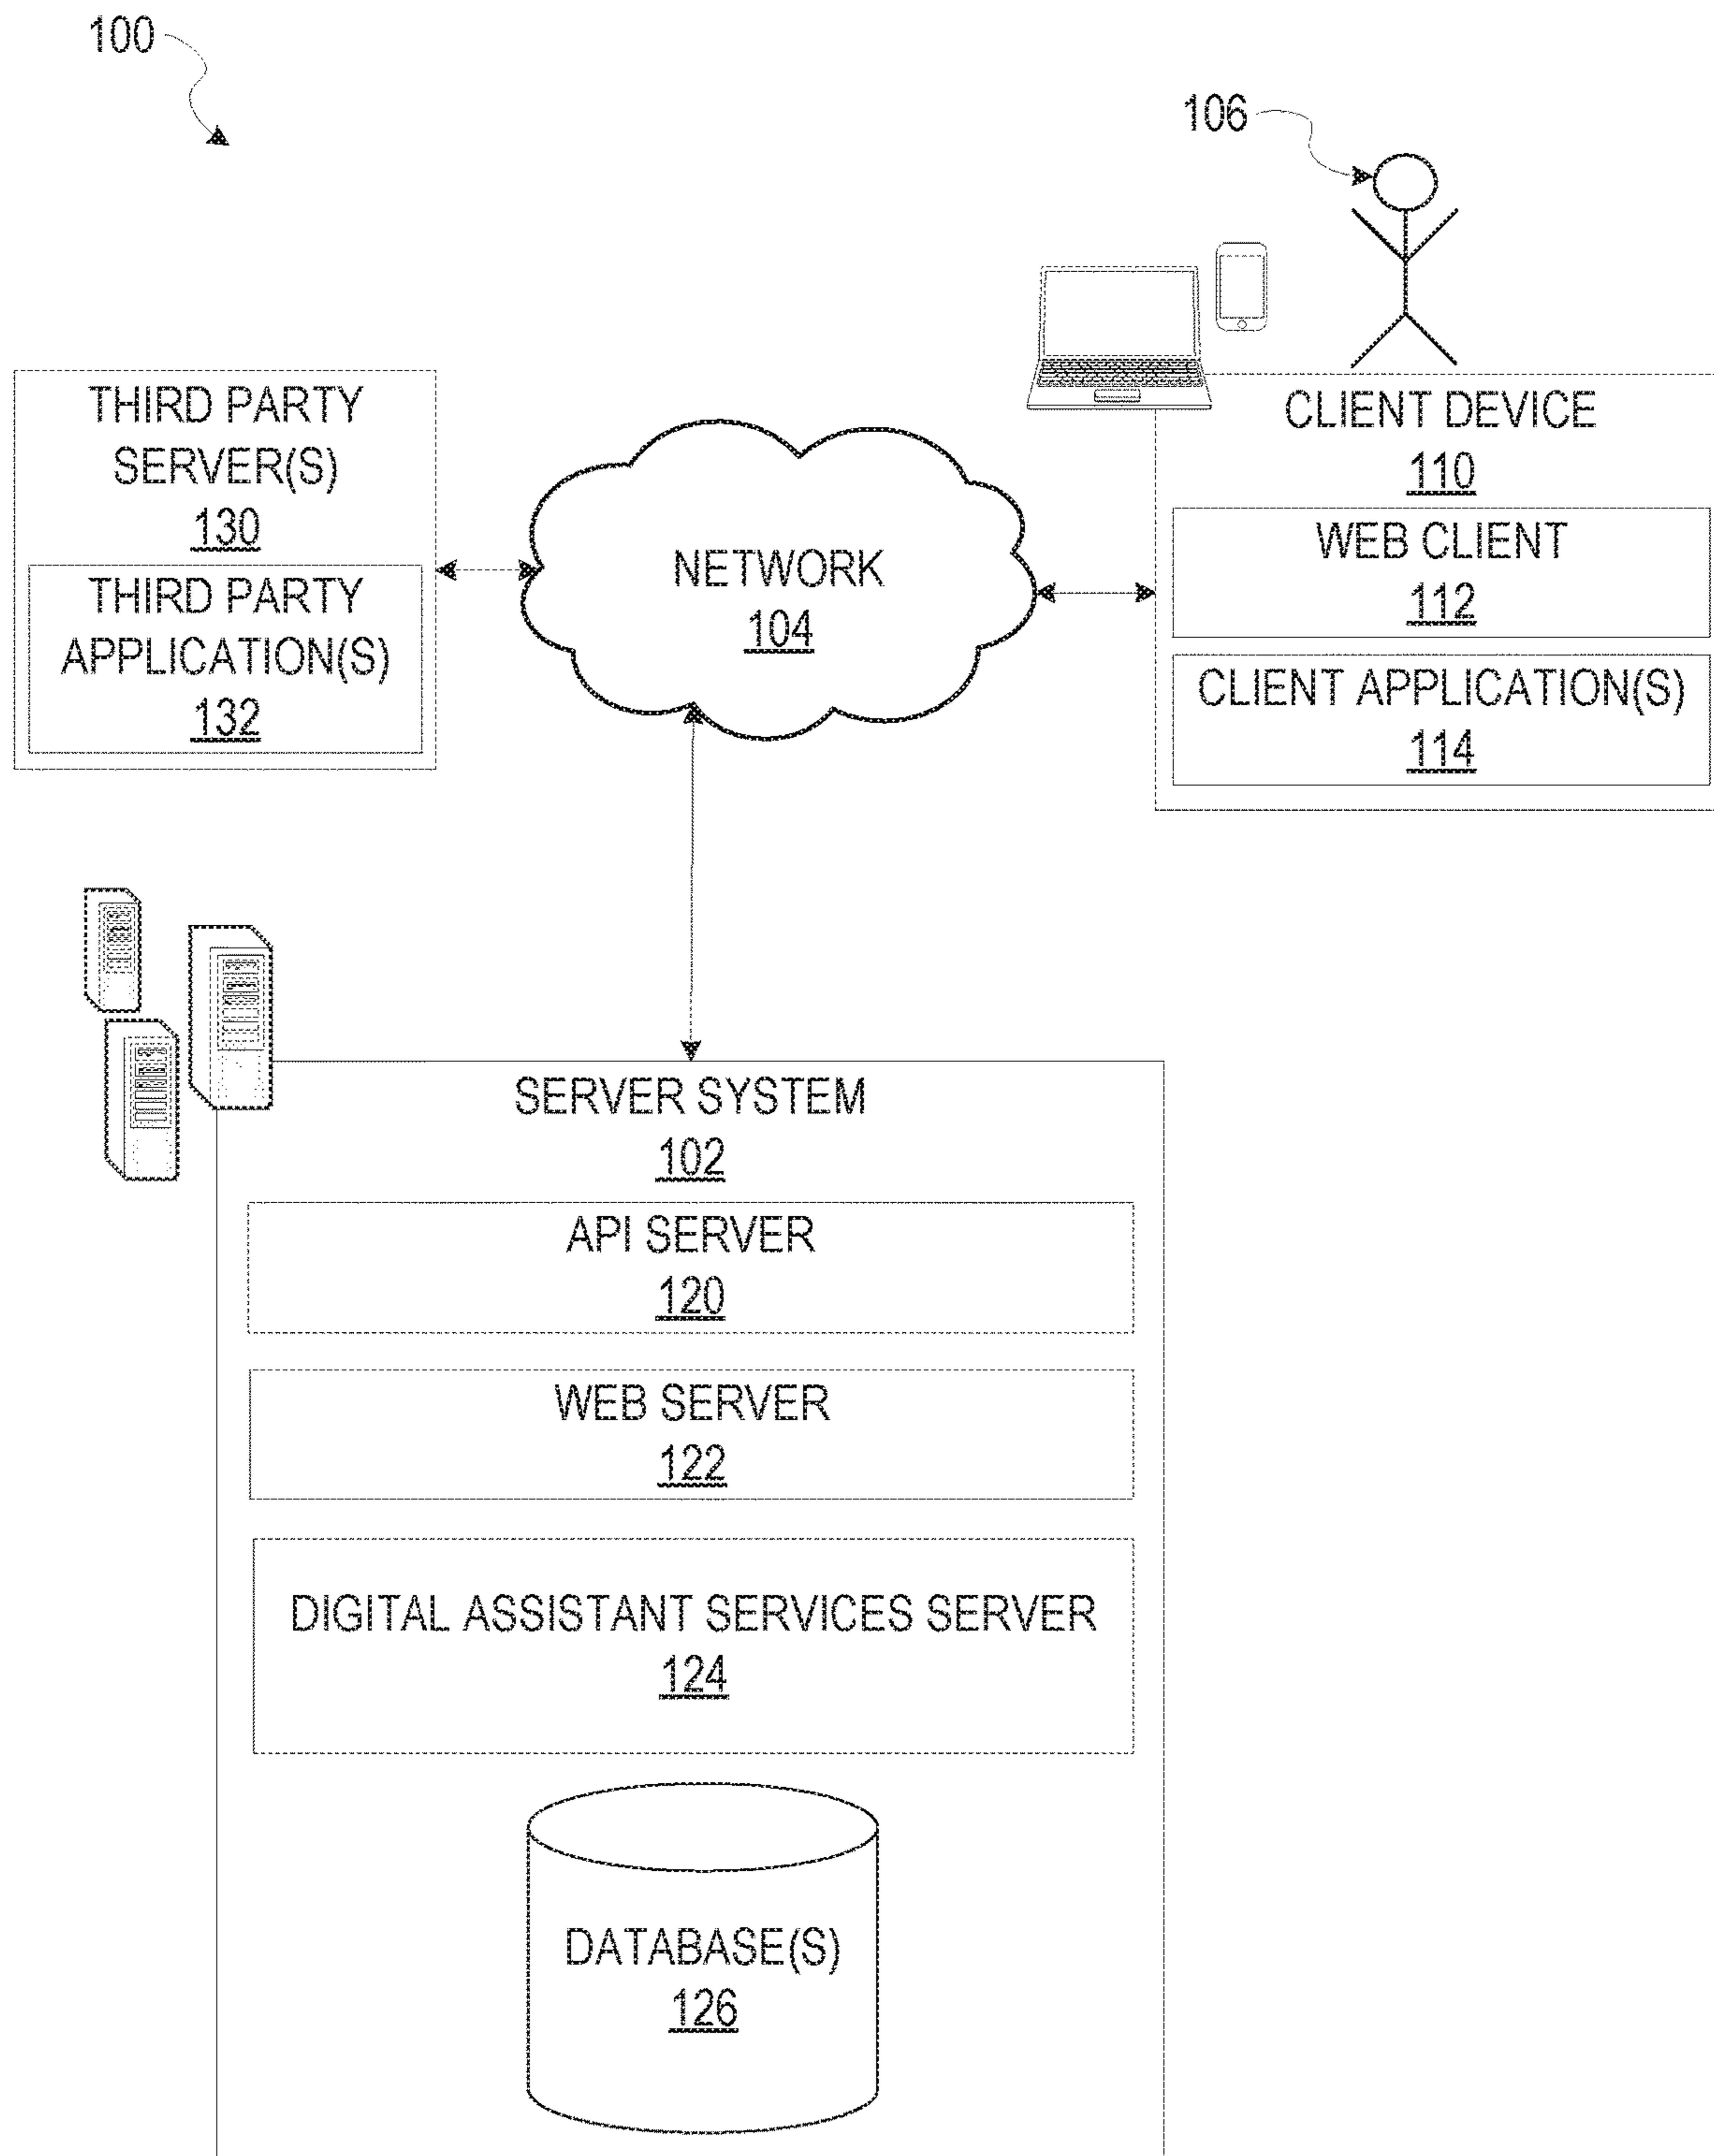 100
106
THIRD PARTY
SERVER(S)
130
THIRD PARTY
APPLICATION(S)
132
NETWORK
104
CLIENT DEVICE
110
WEB CLIENT
112
CLIENT APPLICATION(S)
114
SERVER SYSTEM
102
API SERVER
120
WEB SERVER
122
DIGITAL ASSISTANT SERVICES SERVER
124
DATABASE(S)
126